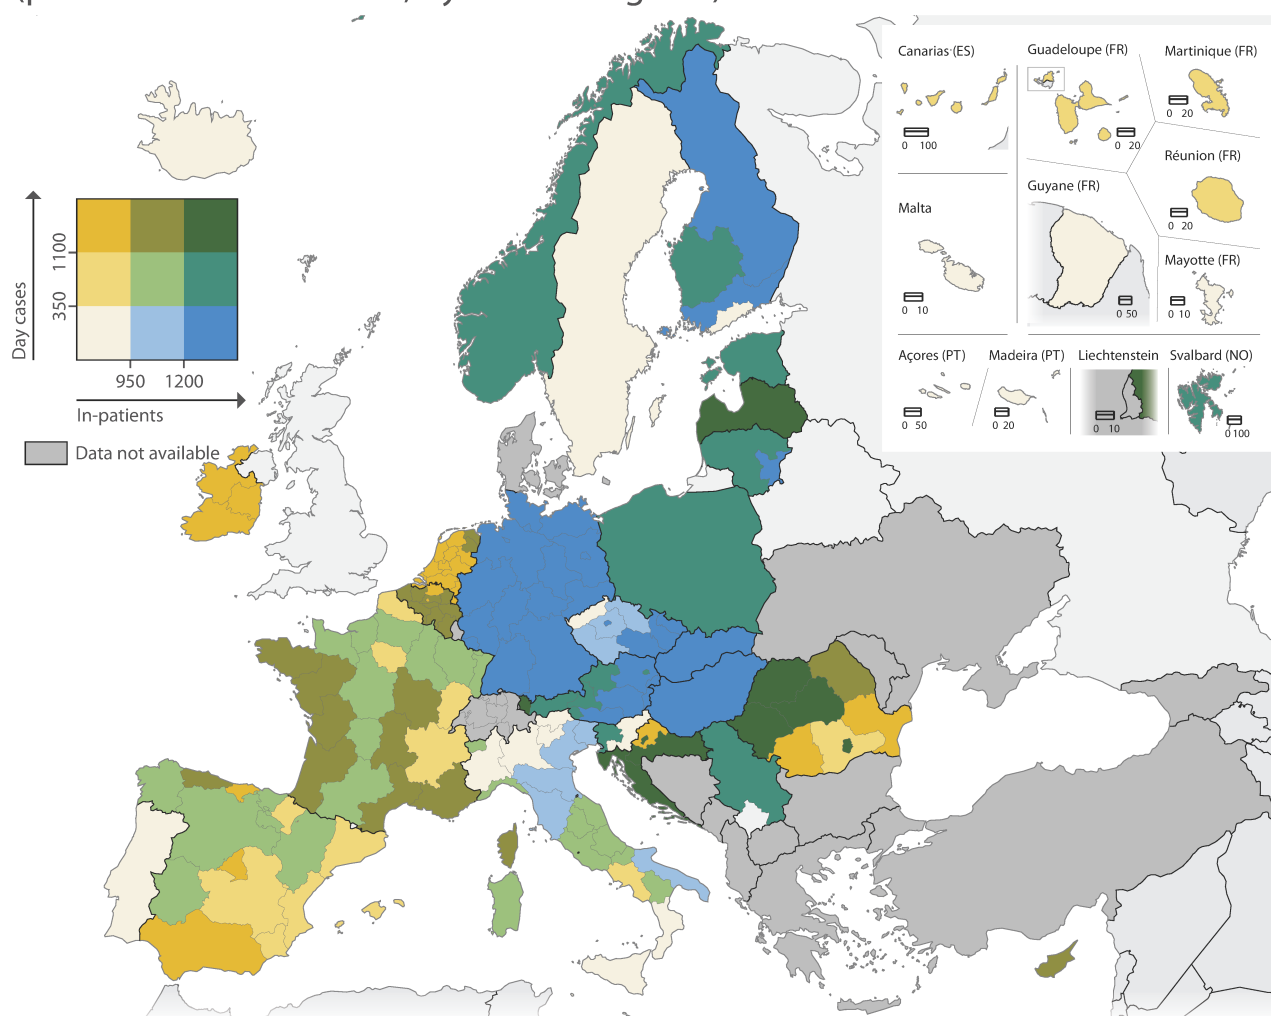 Canarias (ES)
0 100
Guadeloupe (FR)
0 20
Martinique (FR)
0 20
Réunion (FR)
0 20
Guyane (FR)
0 50
Malta
0 10
Mayotte (FR)
0 10
Açores (PT)
0 50
Madeira (PT)
0 20
Liechtenstein
0 10
Svalbard (NO)
0 100
Day cases
1100
350
950 1200
In-patients
Data not available